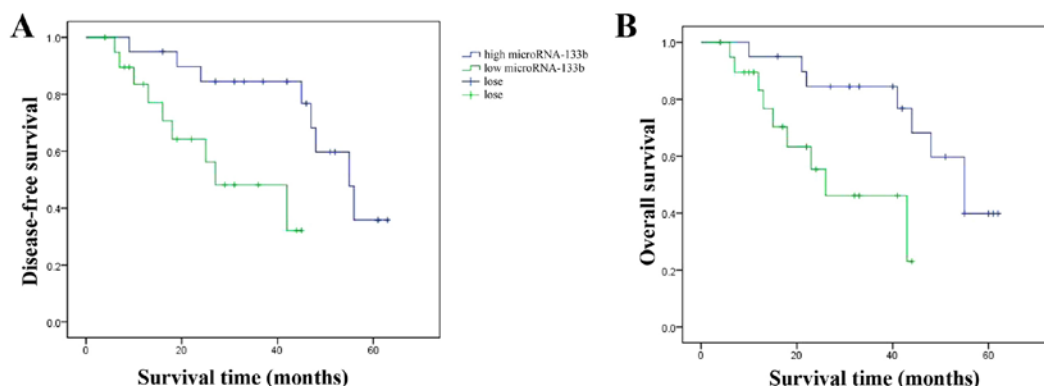 A
Disease-free survival
1.0
0.8
0.6
0.4
0.2
0.0
0
20
40
60
Survival time (months)
high microRNA-133b
low microRNA-133b
lose
lose
B
Overall survival
1.0
0.8
0.6
0.4
0.2
0.0
0
20
40
60
Survival time (months)